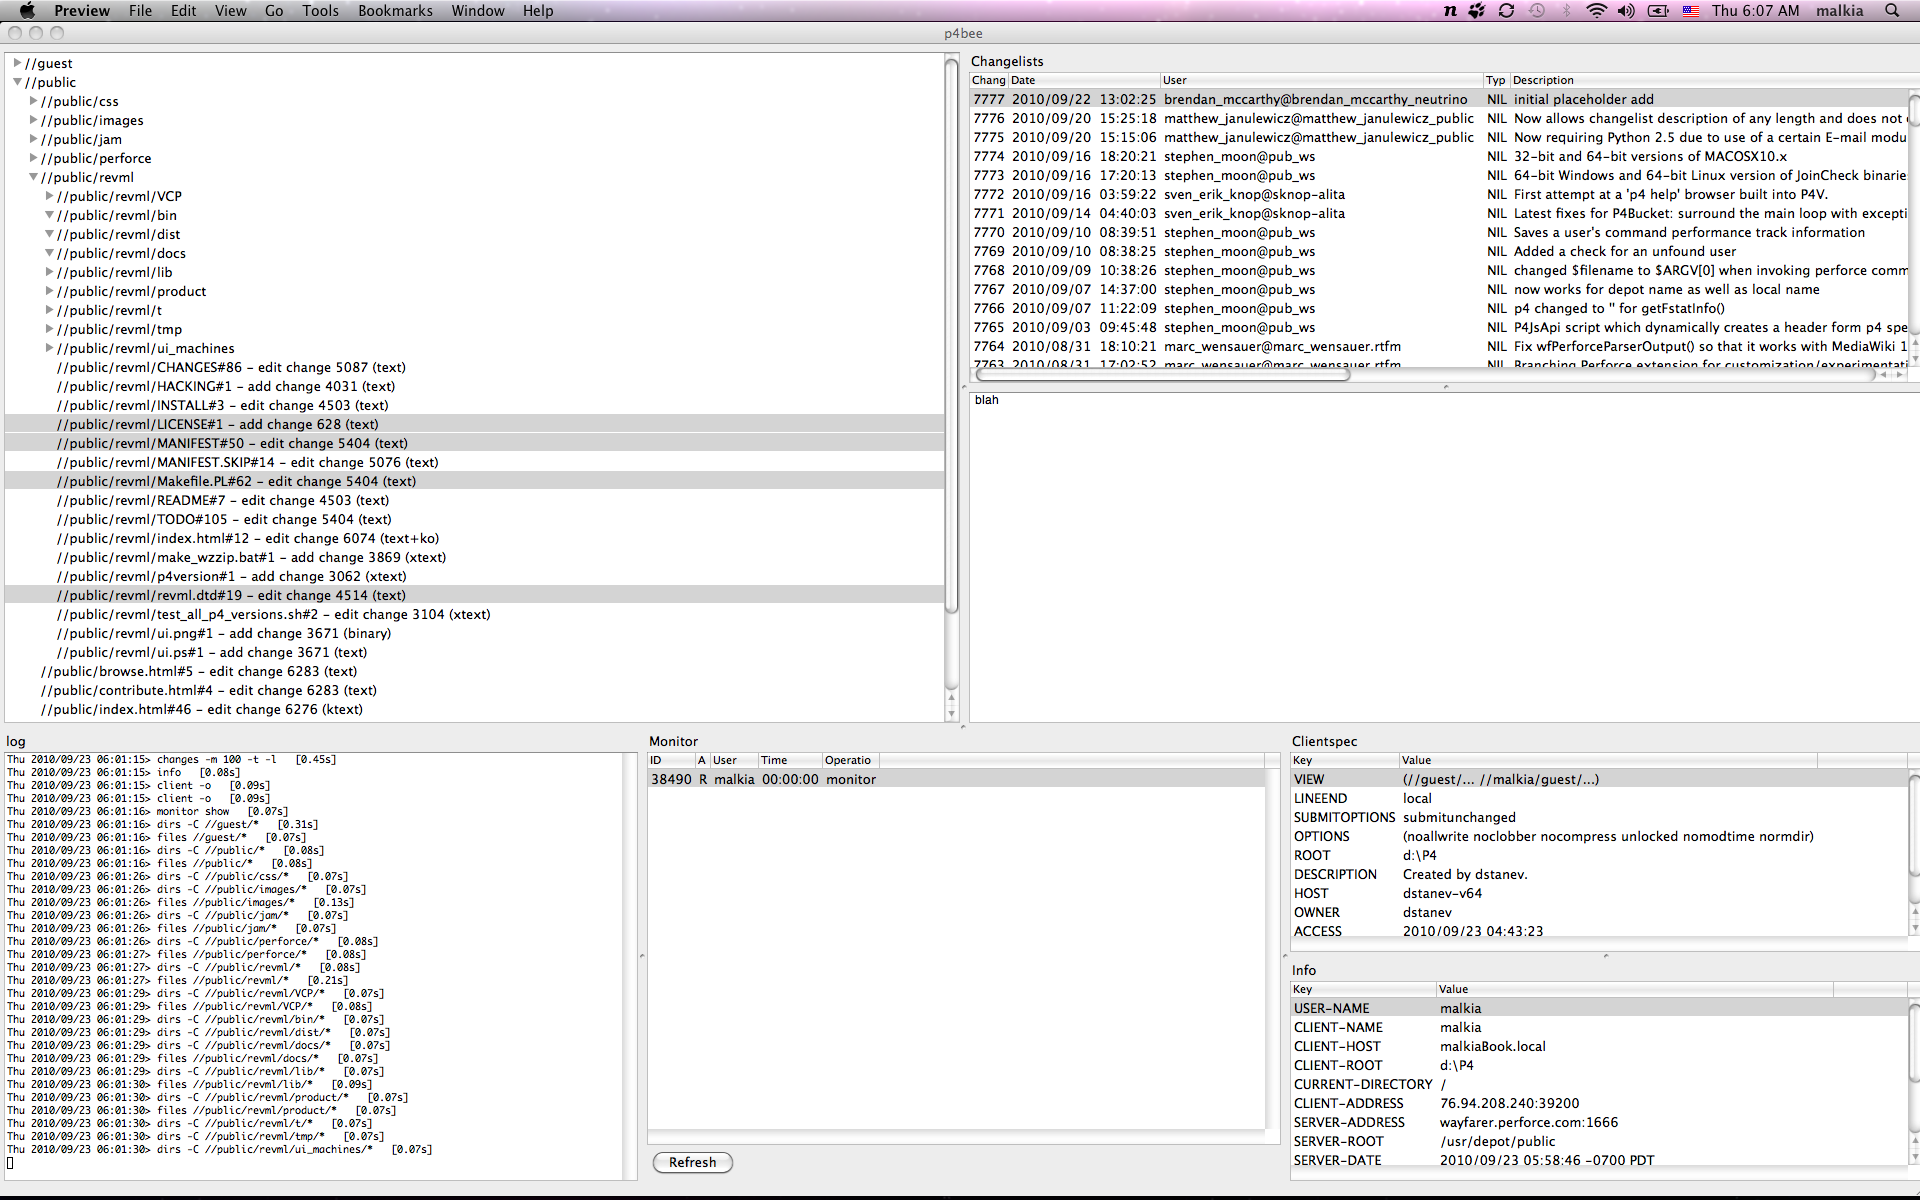 Preview File Edit View Go Tools Bookmarks Window Help
Thu 6:07 AM malkia
p4bee
//guest
//public
//public/css
//public/images
//public/jam
//public/perforce
//public/revml
//public/revml/VCP
//public/revml/bin
//public/revml/dist
//public/revml/docs
//public/revml/lib
//public/revml/product
//public/revml/t
//public/revml/tmp
//public/revml/ui_machines
//public/revml/CHANGES#86 - edit change 5087 (text)
//public/revml/HACKING#1 - add change 4031 (text)
//public/revml/INSTALL#3 - edit change 4503 (text)
//public/revml/LICENSE#1 - add change 628 (text)
//public/revml/MANIFEST#50 - edit change 5404 (text)
//public/revml/MANIFEST.SKIP#14 - edit change 5076 (text)
//public/revml/Makefile.PL#62 - edit change 5404 (text)
//public/revml/README#7 - edit change 4503 (text)
//public/revml/TODO#105 - edit change 5404 (text)
//public/revml/index.html#12 - edit change 6074 (text+ko)
//public/revml/make_wzzip.bat#1 - add change 3869 (xtext)
//public/revml/p4version#1 - add change 3062 (xtext)
//public/revml/revml.dtd#19 - edit change 4514 (text)
//public/revml/test_all_p4_versions.sh#2 - edit change 3104 (xtext)
//public/revml/ui.png#1 - add change 3671 (binary)
//public/revml/ui.ps#1 - add change 3671 (text)
//public/browse.html#5 - edit change 6283 (text)
//public/contribute.html#4 - edit change 6283 (text)
//public/index.html#46 - edit change 6276 (ktext)
Changelists
Chang Date User Typ Description
7777 2010/09/22 13:02:25 brendan_mccarthy@brendan_mccarthy_neutrino NIL initial placeholder add
7776 2010/09/20 15:25:18 matthew_janulewicz@matthew_janulewicz_public NIL Now allows changelist description of any length and does not
7775 2010/09/20 15:15:06 matthew_janulewicz@matthew_janulewicz_public NIL Now requiring Python 2.5 due to use of a certain E-mail modu
7774 2010/09/16 18:20:21 stephen_moon@pub_ws NIL 32-bit and 64-bit versions of MACOSX10.x
7773 2010/09/16 17:20:13 stephen_moon@pub_ws NIL 64-bit Windows and 64-bit Linux version of JoinCheck binarie
7772 2010/09/16 03:59:22 sven_erik_knop@sknop-alita NIL First attempt at a 'p4 help' browser built into P4V.
7771 2010/09/14 04:40:03 sven_erik_knop@sknop-alita NIL Latest fixes for P4Bucket: surround the main loop with excepti
7770 2010/09/10 08:39:51 stephen_moon@pub_ws NIL Saves a user's command performance track information
7769 2010/09/10 08:38:25 stephen_moon@pub_ws NIL Added a check for an unfound user
7768 2010/09/09 10:38:26 stephen_moon@pub_ws NIL changed $filename to $ARGV[0] when invoking perforce comm
7767 2010/09/07 14:37:00 stephen_moon@pub_ws NIL now works for depot name as well as local name
7766 2010/09/07 11:22:09 stephen_moon@pub_ws NIL p4 changed to '' for getFstatInfo()
7765 2010/09/03 09:45:48 stephen_moon@pub_ws NIL P4JsApi script which dynamically creates a header form p4 spe
7764 2010/08/31 18:10:21 marc_wensauer@marc_wensauer.rtfm NIL Fix wfPerforceParserOutput() so that it works with MediaWiki 1
7763 2010/08/31 17:02:52 marc_wensauer@marc_wensauer.rtfm NIL Branching Perforce extension for customization/experimentati
blah
log
Thu 2010/09/23 06:01:15> changes -m 100 -t -l [0.45s]
Thu 2010/09/23 06:01:15> info [0.08s]
Thu 2010/09/23 06:01:15> client -o [0.09s]
Thu 2010/09/23 06:01:15> client -o [0.09s]
Thu 2010/09/23 06:01:16> monitor show [0.07s]
Thu 2010/09/23 06:01:16> dirs -C //guest/* [0.31s]
Thu 2010/09/23 06:01:16> files //guest/* [0.07s]
Thu 2010/09/23 06:01:16> dirs -C //public/* [0.08s]
Thu 2010/09/23 06:01:16> files //public/* [0.08s]
Thu 2010/09/23 06:01:26> dirs -C //public/css/* [0.07s]
Thu 2010/09/23 06:01:26> dirs -C //public/images/* [0.07s]
Thu 2010/09/23 06:01:26> files //public/images/* [0.13s]
Thu 2010/09/23 06:01:26> dirs -C //public/jam/* [0.07s]
Thu 2010/09/23 06:01:26> files //public/jam/* [0.07s]
Thu 2010/09/23 06:01:26> dirs -C //public/perforce/* [0.08s]
Thu 2010/09/23 06:01:27> files //public/perforce/* [0.08s]
Thu 2010/09/23 06:01:27> dirs -C //public/revml/* [0.08s]
Thu 2010/09/23 06:01:27> files //public/revml/* [0.21s]
Thu 2010/09/23 06:01:29> dirs -C //public/revml/VCP/* [0.07s]
Thu 2010/09/23 06:01:29> files //public/revml/VCP/* [0.08s]
Thu 2010/09/23 06:01:29> dirs -C //public/revml/bin/* [0.07s]
Thu 2010/09/23 06:01:29> dirs -C //public/revml/dist/* [0.07s]
Thu 2010/09/23 06:01:29> dirs -C //public/revml/docs/* [0.07s]
Thu 2010/09/23 06:01:29> files //public/revml/docs/* [0.07s]
Thu 2010/09/23 06:01:29> dirs -C //public/revml/lib/* [0.07s]
Thu 2010/09/23 06:01:30> files //public/revml/lib/* [0.09s]
Thu 2010/09/23 06:01:30> dirs -C //public/revml/product/* [0.07s]
Thu 2010/09/23 06:01:30> files //public/revml/product/* [0.07s]
Thu 2010/09/23 06:01:30> dirs -C //public/revml/t/* [0.07s]
Thu 2010/09/23 06:01:30> dirs -C //public/revml/tmp/* [0.07s]
Thu 2010/09/23 06:01:30> dirs -C //public/revml/ui_machines/* [0.07s]
Monitor
ID A User Time Operatio
38490 R malkia 00:00:00 monitor
Refresh
Clientspec
Key Value
VIEW (//guest/... //malkia/guest/...)
LINEEND local
SUBMITOPTIONS submitunchanged
OPTIONS (noallwrite noclobber nocompress unlocked nomodtime normdir)
ROOT d:\P4
DESCRIPTION Created by dstanev.
HOST dstanev-v64
OWNER dstanev
ACCESS 2010/09/23 04:43:23
Info
Key Value
USER-NAME malkia
CLIENT-NAME malkia
CLIENT-HOST malkiaBook.local
CLIENT-ROOT d:\P4
CURRENT-DIRECTORY /
CLIENT-ADDRESS 76.94.208.240:39200
SERVER-ADDRESS wayfarer.perforce.com:1666
SERVER-ROOT /usr/depot/public
SERVER-DATE 2010/09/23 05:58:46 -0700 PDT